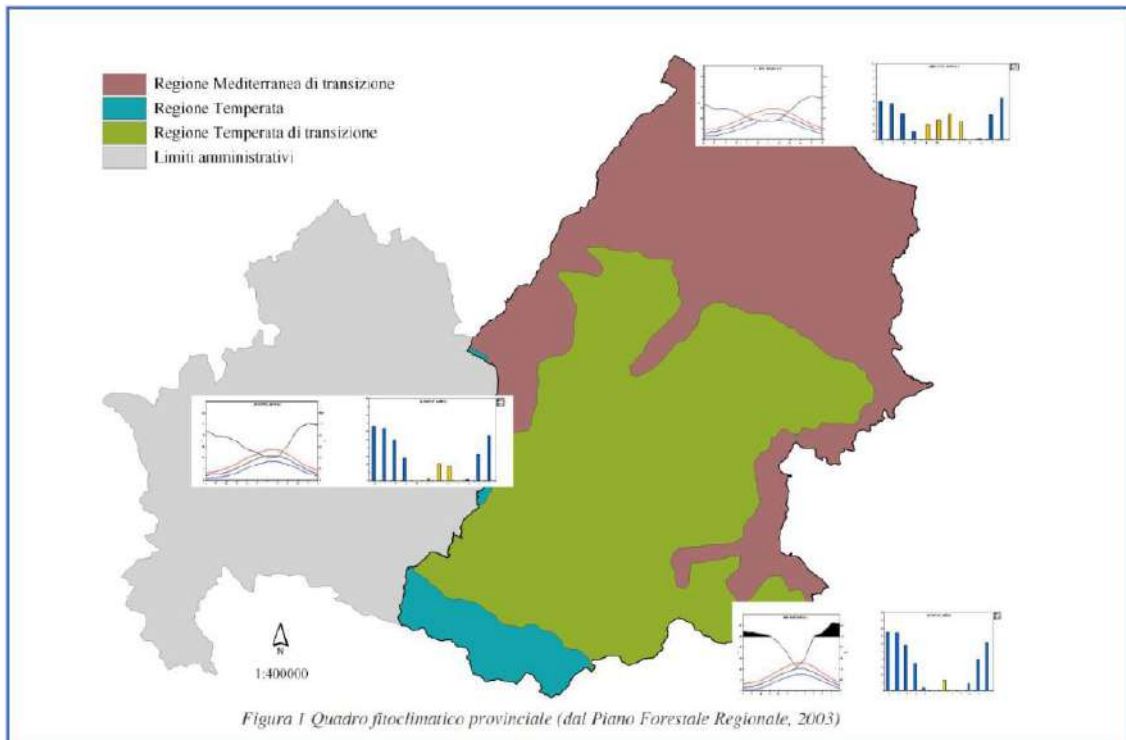 Regione Mediterranea di transizione
Regione Temperata
Regione Temperata di transizione
Limiti amministrativi
N
1:400000
Figura 1 Quadro fitoclimatico provinciale (dal Piano Forestale Regionale, 2003)